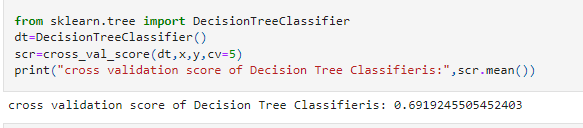 from sklearn.tree import DecisionTreeClassifier
dt=DecisionTreeClassifier()
scr=cross_val_score(dt,x,y,cv=5)
print("cross validation score of Decision Tree Classifieris:",scr.mean())
cross validation score of Decision Tree Classifieris: 0.6919245505452403